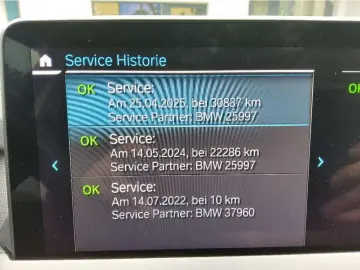 Service Historie
OK Service:
Am 25.04.2025, bei 30837 km
Service Partner: BMW 25997
OK Service:
Am 14.05.2024, bei 22286 km
Service Partner: BMW 25997
OK Service:
Am 14.07.2022, bei 10 km
Service Partner: BMW 37960